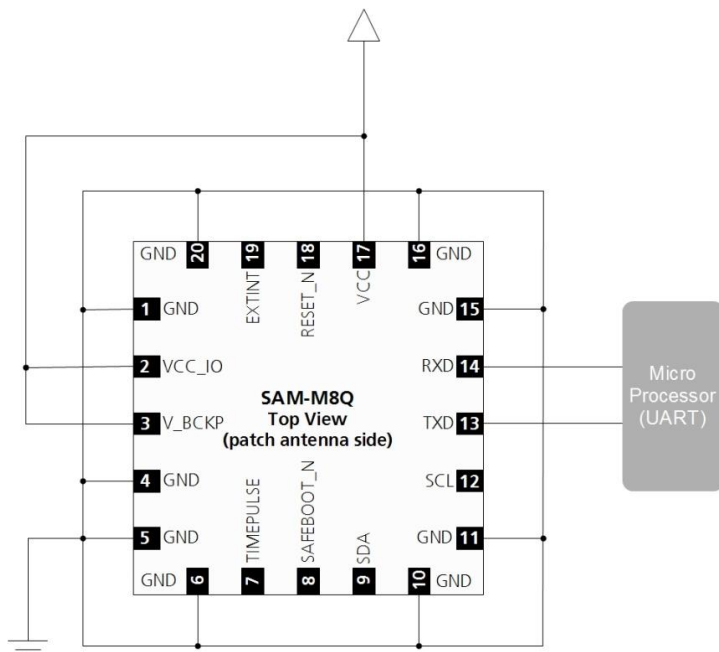 GND 20
19 EXTINT
18 RESET_N
17 VCC
16 GND
1 GND
GND 15
2 VCC_IO
RXD 14
3 V_BCKP
TXD 13
SAM-M8Q
Top View
(patch antenna side)
Micro
Processor
(UART)
4 GND
SCL 12
5 GND
GND 11
GND 6
TIMEPULSE 7
SAFEBOOT_N 8
SDA 9
10 GND